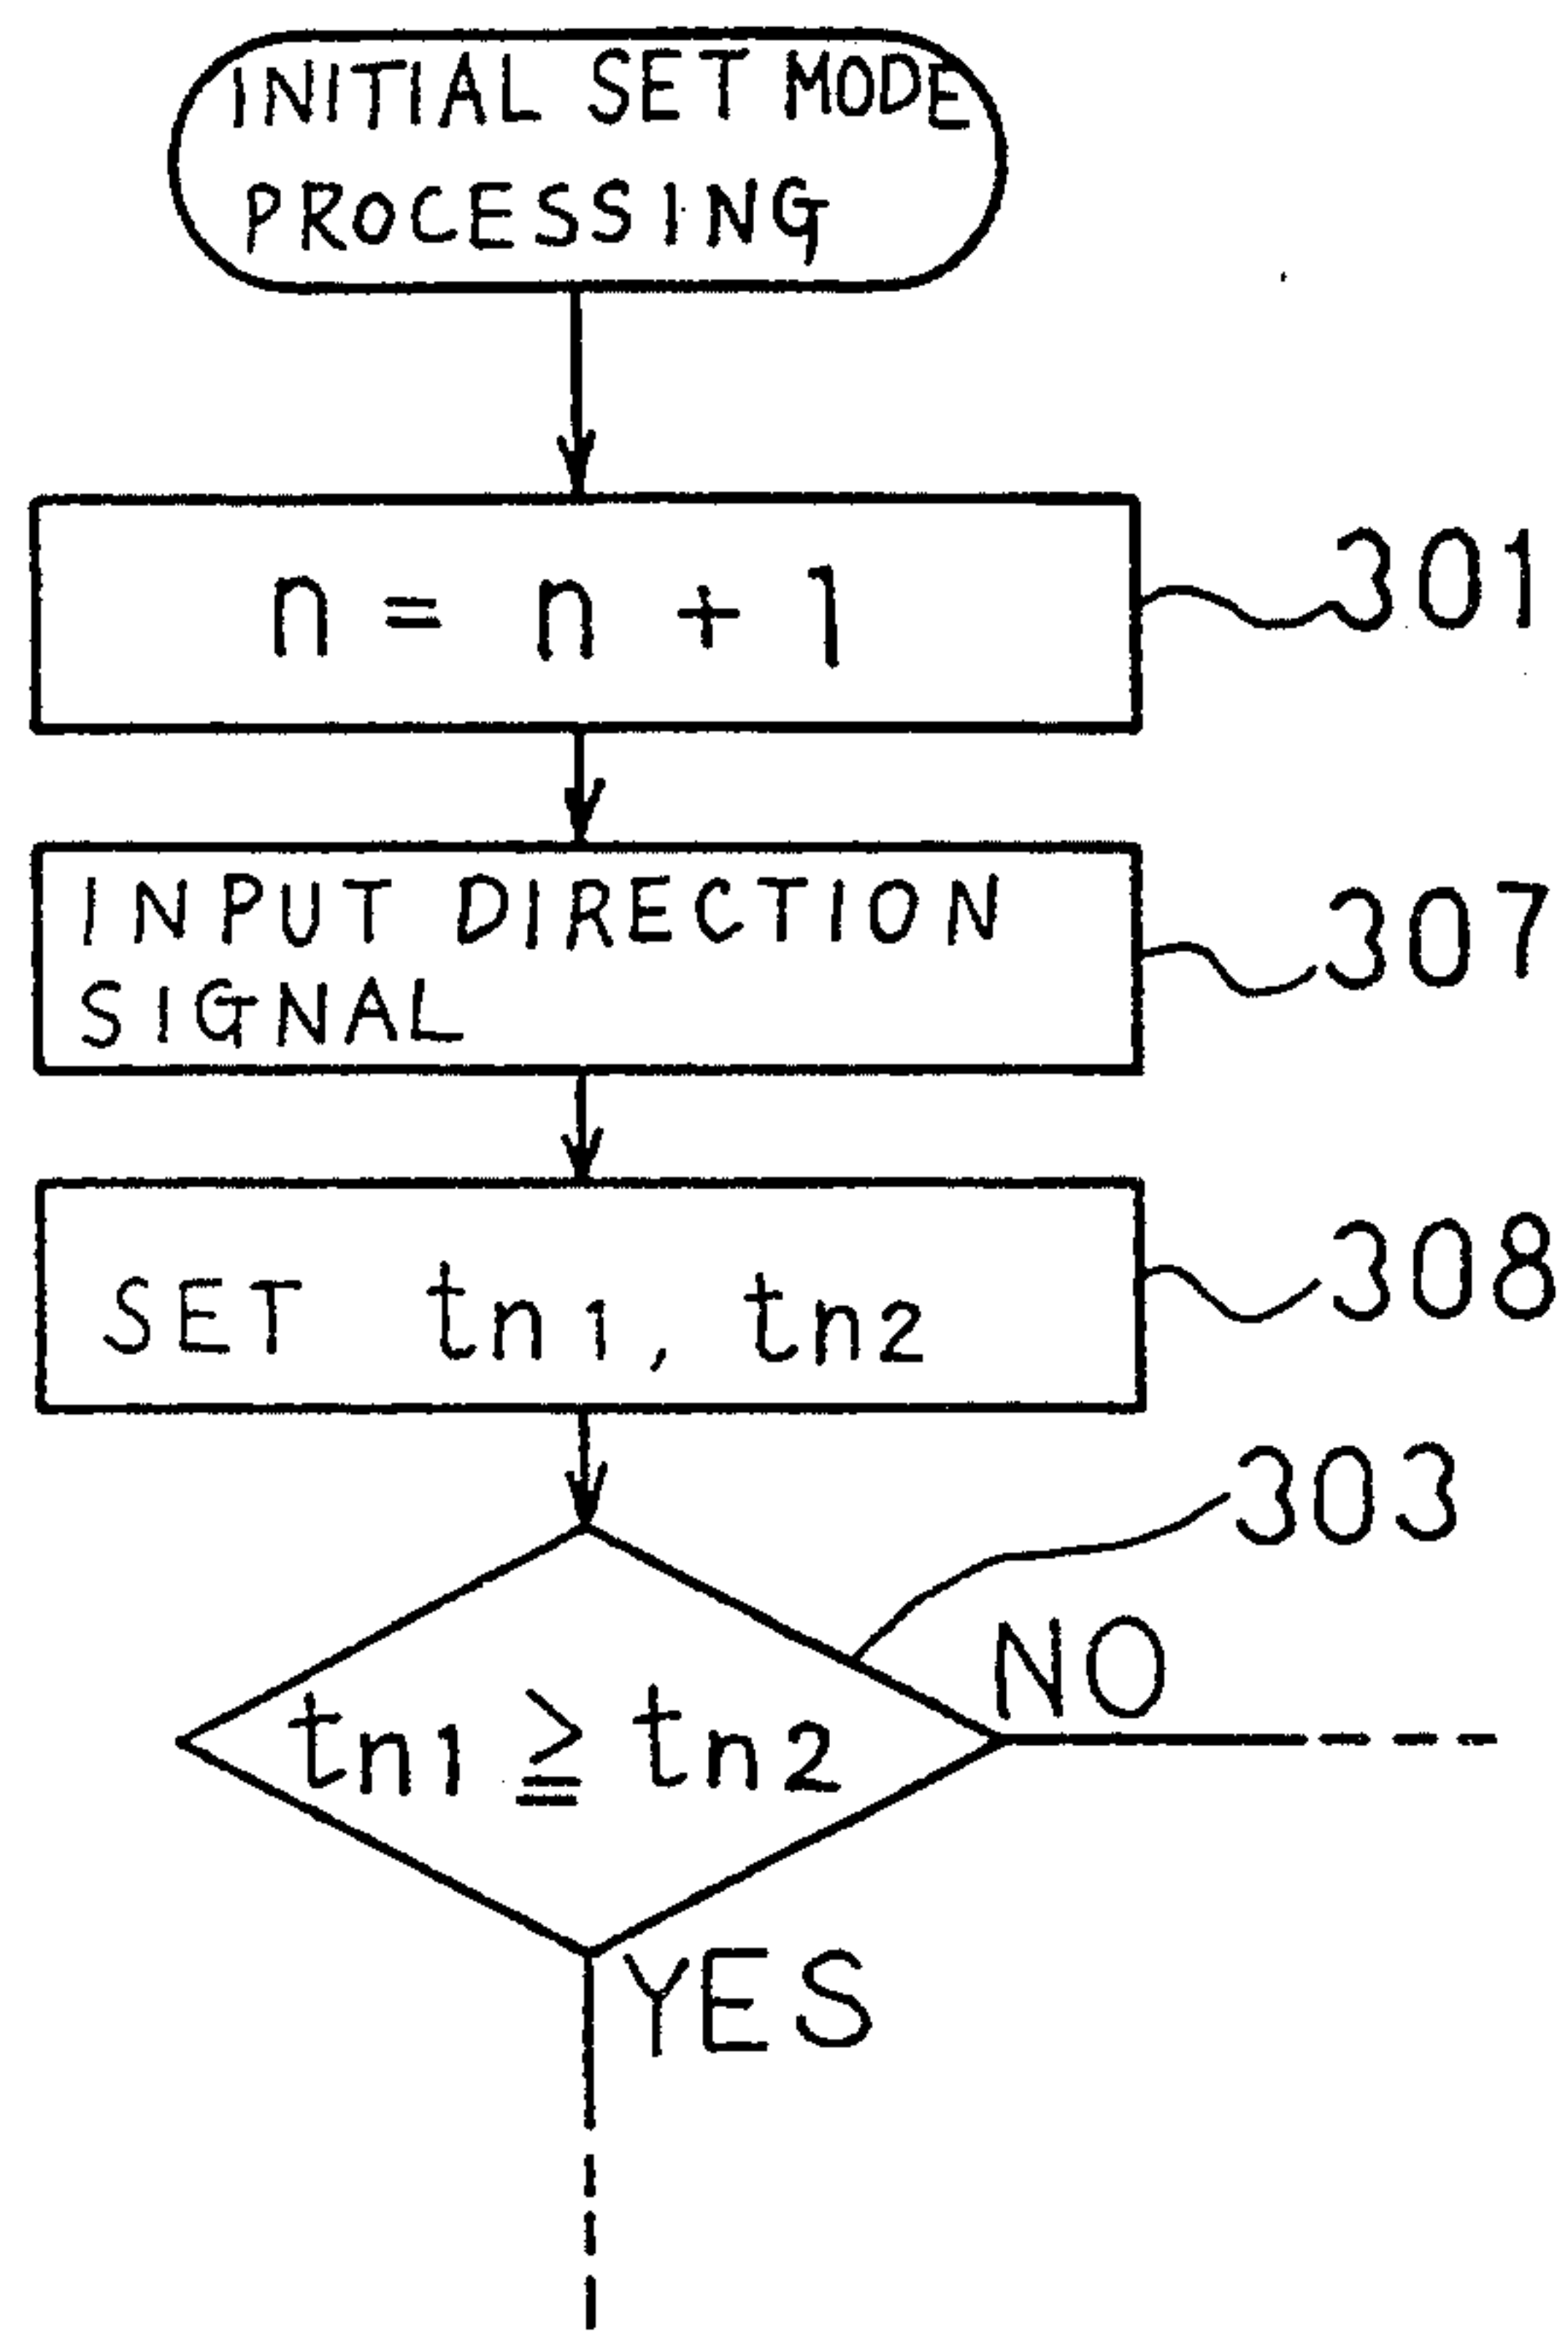 INITIAL SET MODE
PROCESSING
n = n + 1
301
INPUT DIRECTION
SIGNAL
307
SET tn1, tn2
308
303
tn1 ≧ tn2
NO
YES